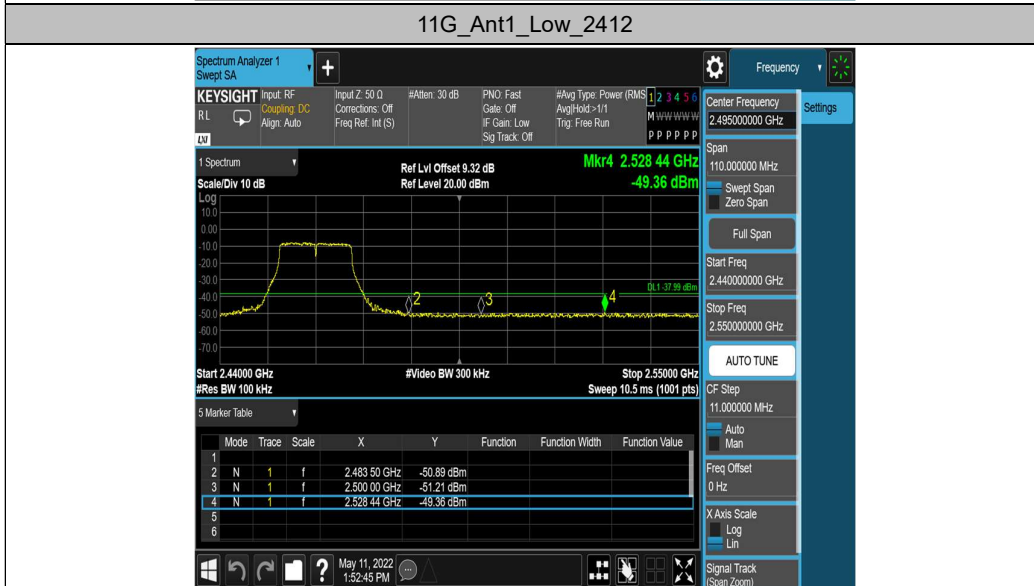 11G_Ant1_Low_2412
Spectrum Analyzer 1
Swept SA
+
Frequency
KEYSIGHT
RL
LXI
Input: RF
Coupling: DC
Align: Auto
Input Z: 50 Ω
Corrections: Off
Freq Ref: Int (S)
#Atten: 30 dB
PNO: Fast
Gate: Off
IF Gain: Low
Sig Track: Off
#Avg Type: Power (RMS
Avg|Hold:>1/1
Trig: Free Run
1 2 3 4 5 6
M W W W W W
P P P P P P
Center Frequency
2.495000000 GHz
Settings
Span
110.000000 MHz
Swept Span
Zero Span
Full Span
Start Freq
2.440000000 GHz
Stop Freq
2.550000000 GHz
AUTO TUNE
CF Step
11.000000 MHz
Auto
Man
Freq Offset
0 Hz
X Axis Scale
Log
Lin
Signal Track
(Span Zoom)
1 Spectrum
Scale/Div 10 dB
Ref Lvl Offset 9.32 dB
Ref Level 20.00 dBm
Mkr4 2.528 44 GHz
-49.36 dBm
Log
10.0
0.00
-10.0
-20.0
-30.0
-40.0
-50.0
-60.0
-70.0
DL1 -37.99 dBm
2
3
4
Start 2.44000 GHz
#Res BW 100 kHz
#Video BW 300 kHz
Stop 2.55000 GHz
Sweep 10.5 ms (1001 pts)
5 Marker Table
Mode Trace Scale X Y Function Function Width Function Value
1
2 N 1 f 2.483 50 GHz -50.89 dBm
3 N 1 f 2.500 00 GHz -51.21 dBm
4 N 1 f 2.528 44 GHz -49.36 dBm
5
6
?
May 11, 2022
1:52:45 PM